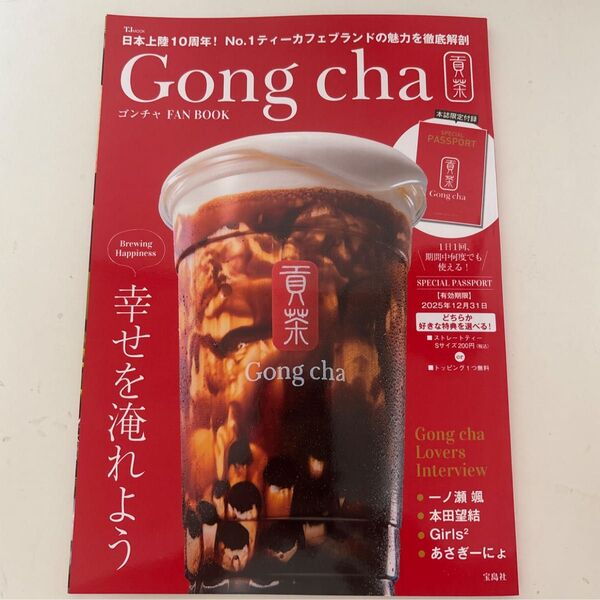 TJ MOOK
日本上陸10周年! No.1ティーカフェブランドの魅力を徹底解剖
Gong cha 貢茶
ゴンチャ FAN BOOK
本誌限定付録
SPECIAL
PASSPORT
貢茶
Gong cha
1日1回、
期間中何度でも
使える!
SPECIAL PASSPORT
【有効期限】
2025年12月31日
どちらか
好きな特典を選べる!
■ストレートティー
Sサイズ200円(税込)
or
■トッピング1つ無料
Brewing
Happiness
幸せを淹れよう
貢茶
Gong cha
Gong cha
Lovers
Interview
●一ノ瀬 颯
●本田望結
●Girls²
●あさぎーにょ
宝島社